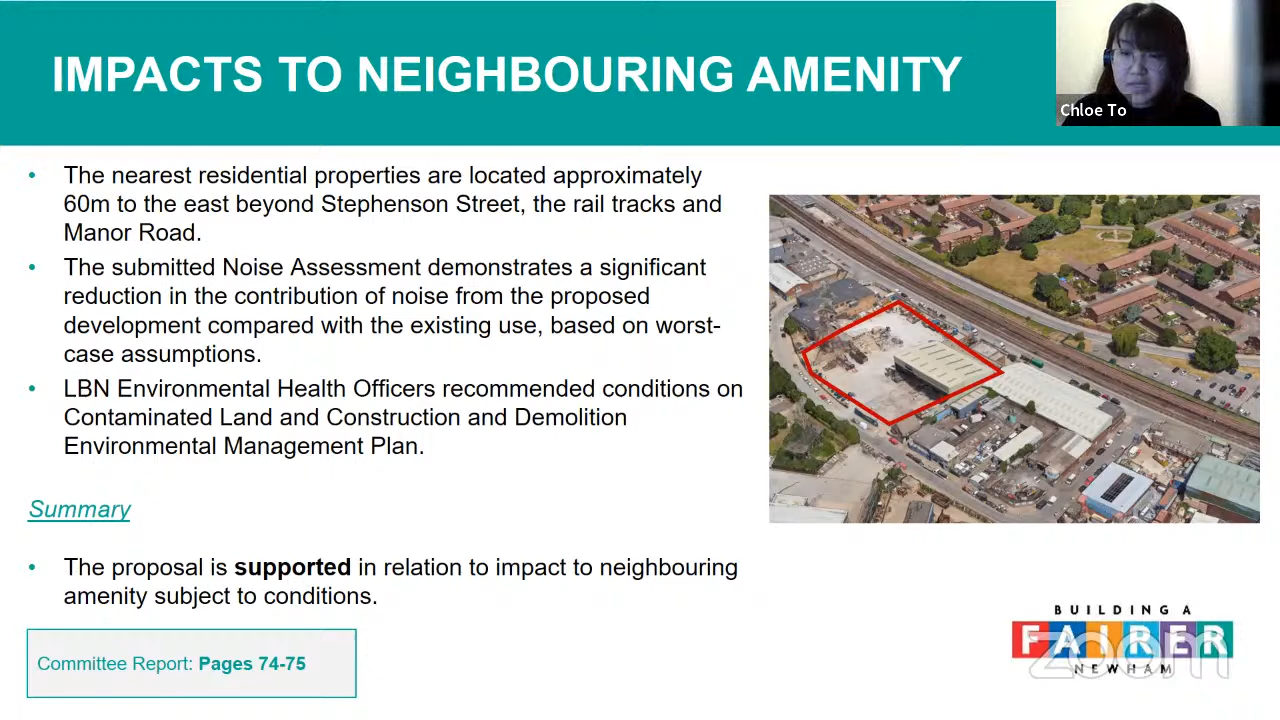 IMPACTS TO NEIGHBOURING AMENITY
Chloe To
• The nearest residential properties are located approximately
60m to the east beyond Stephenson Street, the rail tracks and
Manor Road.
• The submitted Noise Assessment demonstrates a significant
reduction in the contribution of noise from the proposed
development compared with the existing use, based on worst-
case assumptions.
• LBN Environmental Health Officers recommended conditions on
Contaminated Land and Construction and Demolition
Environmental Management Plan.
Summary
• The proposal is supported in relation to impact to neighbouring
amenity subject to conditions.
Committee Report: Pages 74-75
BUILDING A
FAIRER
NEWHAM
zoom